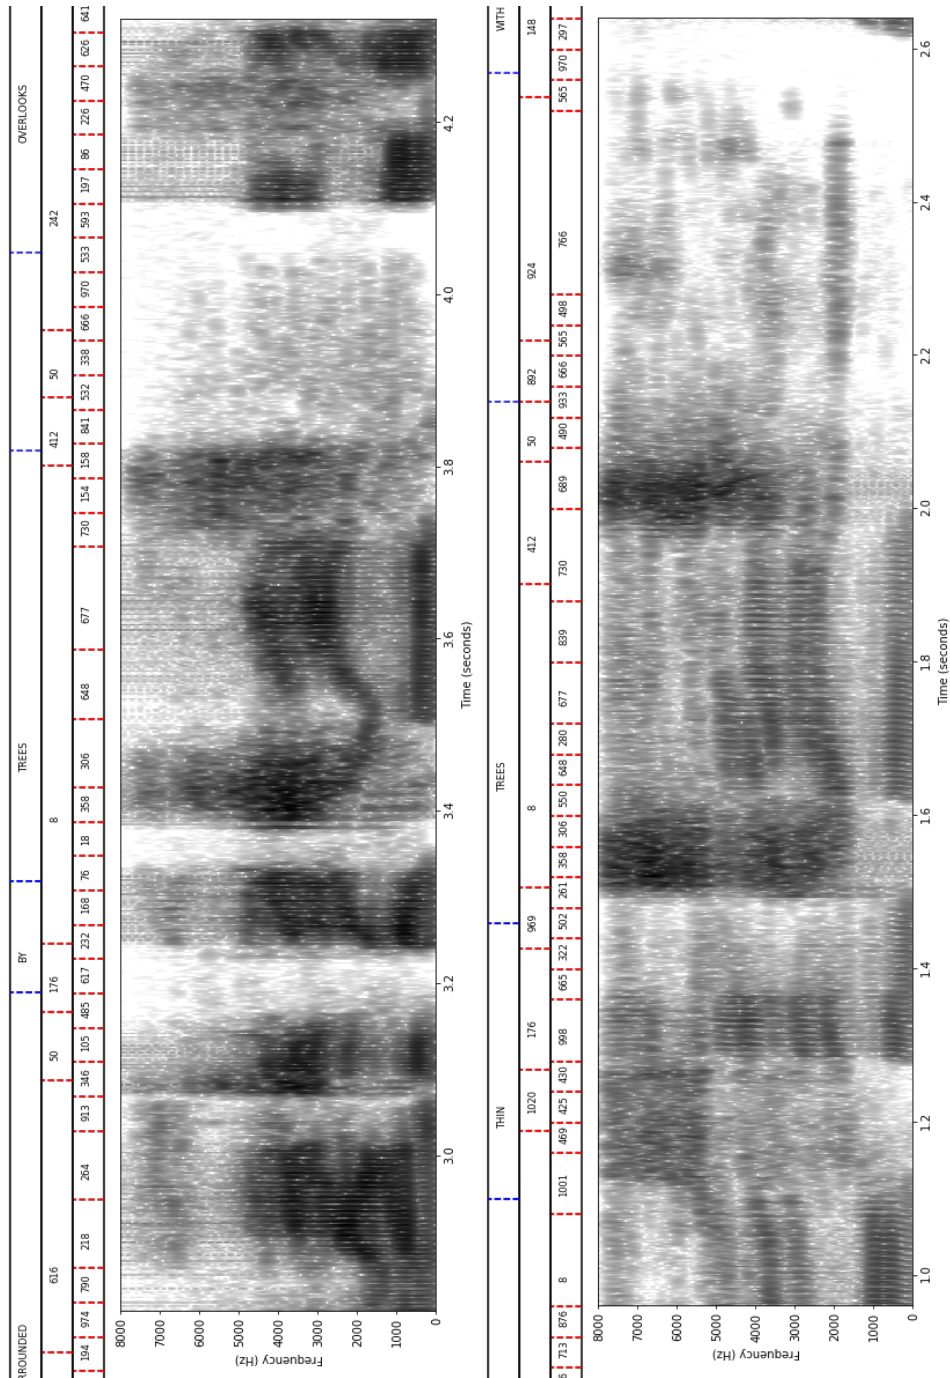 RROUNDED BY TREES OVERLOOKS
616 50 176 8 412 50 242
194 974 790 218 264 913 346 105 485 617 232 168 76 18 358 306 648 677 730 154 158 841 532 338 666 970 533 593 197 86 226 470 626 641
Frequency (Hz)
8000
7000
6000
5000
4000
3000
2000
1000
0
3.0 3.2 3.4 3.6 3.8 4.0 4.2
Time (seconds)
THIN TREES WITH
1020 176 969 8 412 50 892 924 148
6 713 876 8 1001 469 425 430 998 665 322 502 261 358 306 550 648 280 677 839 730 689 490 933 666 565 498 766 565 970 297
Frequency (Hz)
8000
7000
6000
5000
4000
3000
2000
1000
0
1.0 1.2 1.4 1.6 1.8 2.0 2.2 2.4 2.6
Time (seconds)